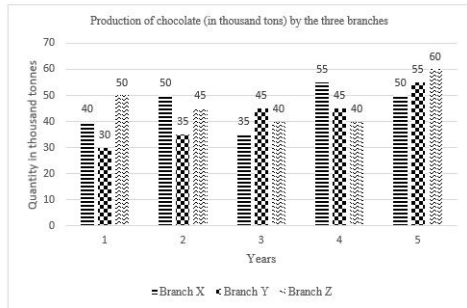 Production of chocolate (in thousand tons) by the three branches
Quantity in thousand tonnes
70
60
50
40
30
20
10
0
40 30 50
50 35 45
35 45 40
55 45 40
50 55 60
1 2 3 4 5
Years
Branch X Branch Y Branch Z